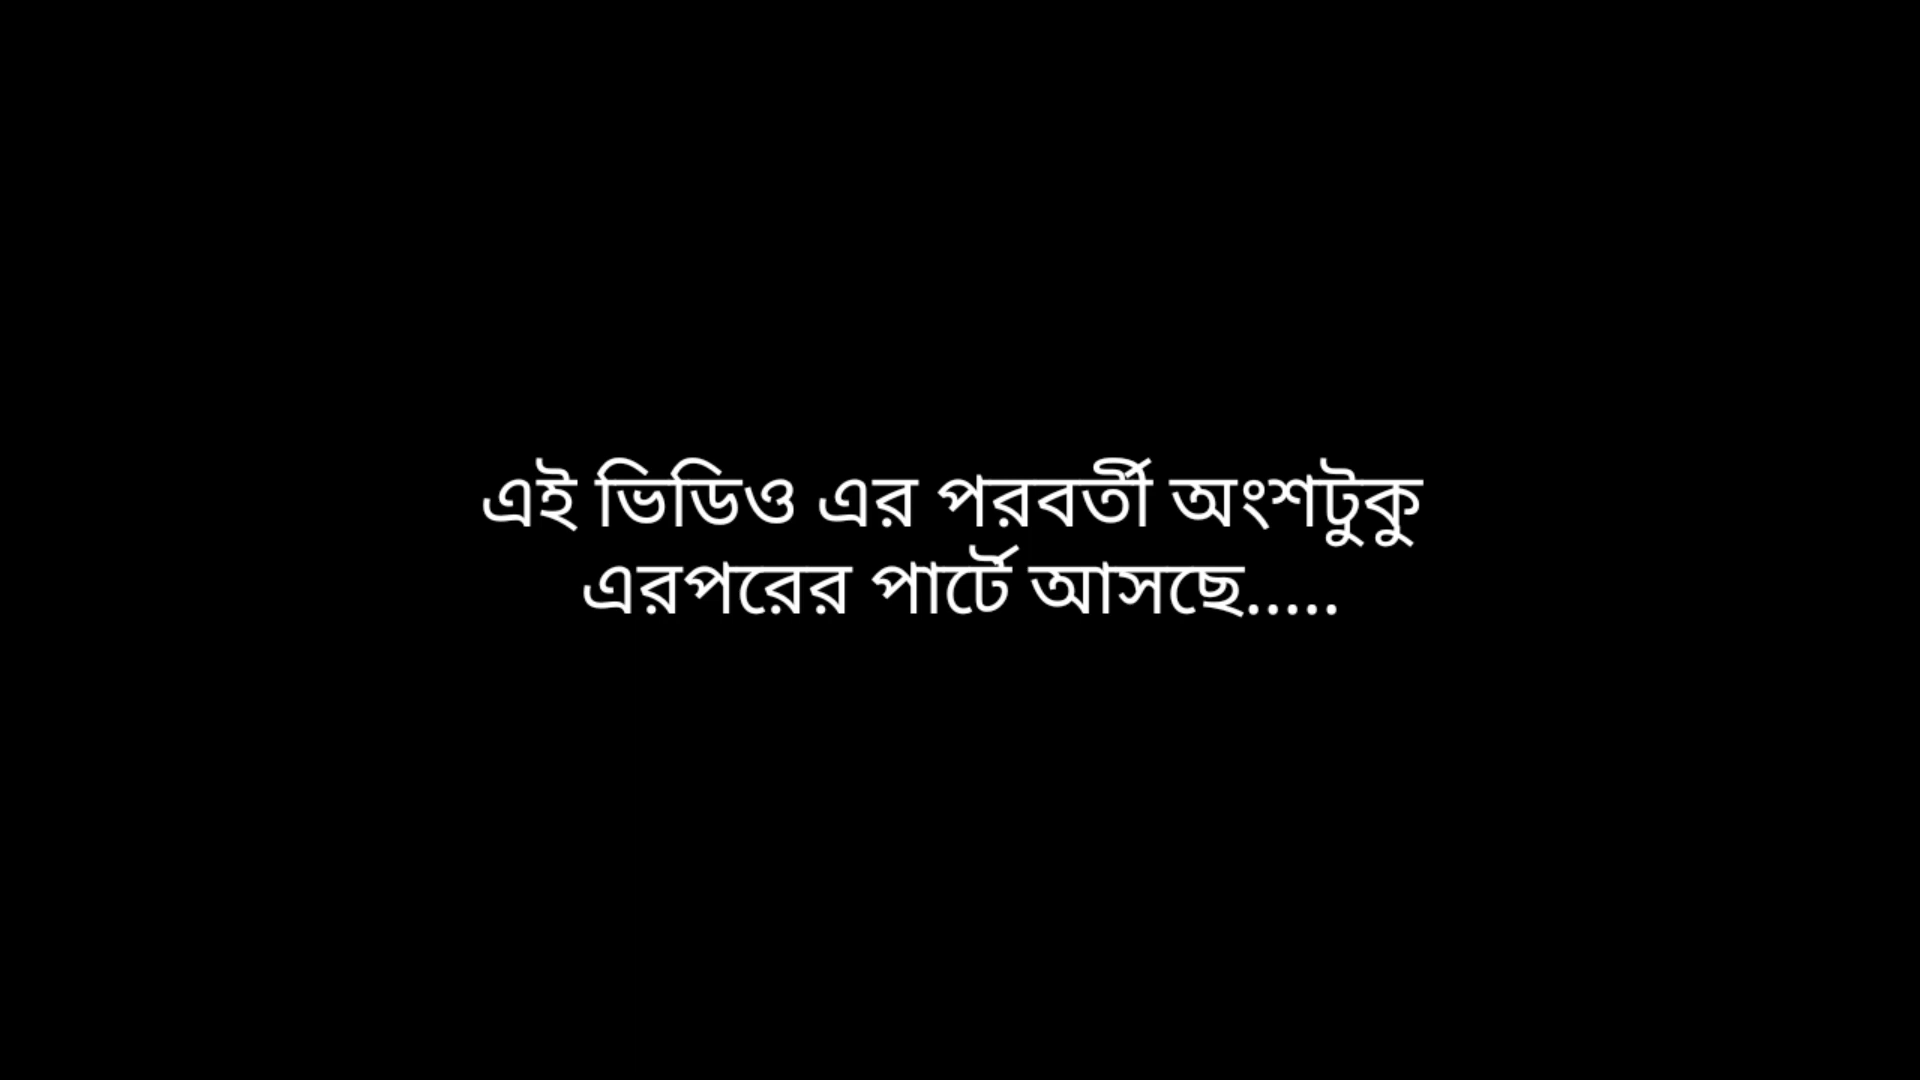 এই ভিডিও এর পরবর্তী অংশটুকু
এরপরের পার্টে আসছে.....